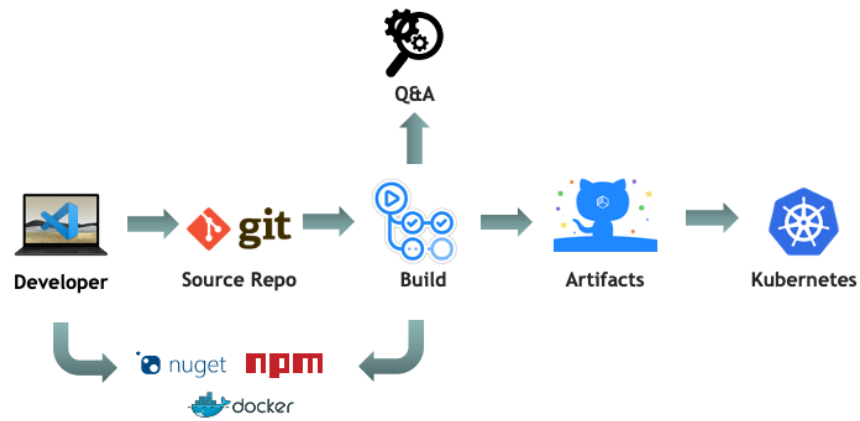 Q&A
git
Developer
Source Repo
Build
Artifacts
Kubernetes
nuget
npm
docker